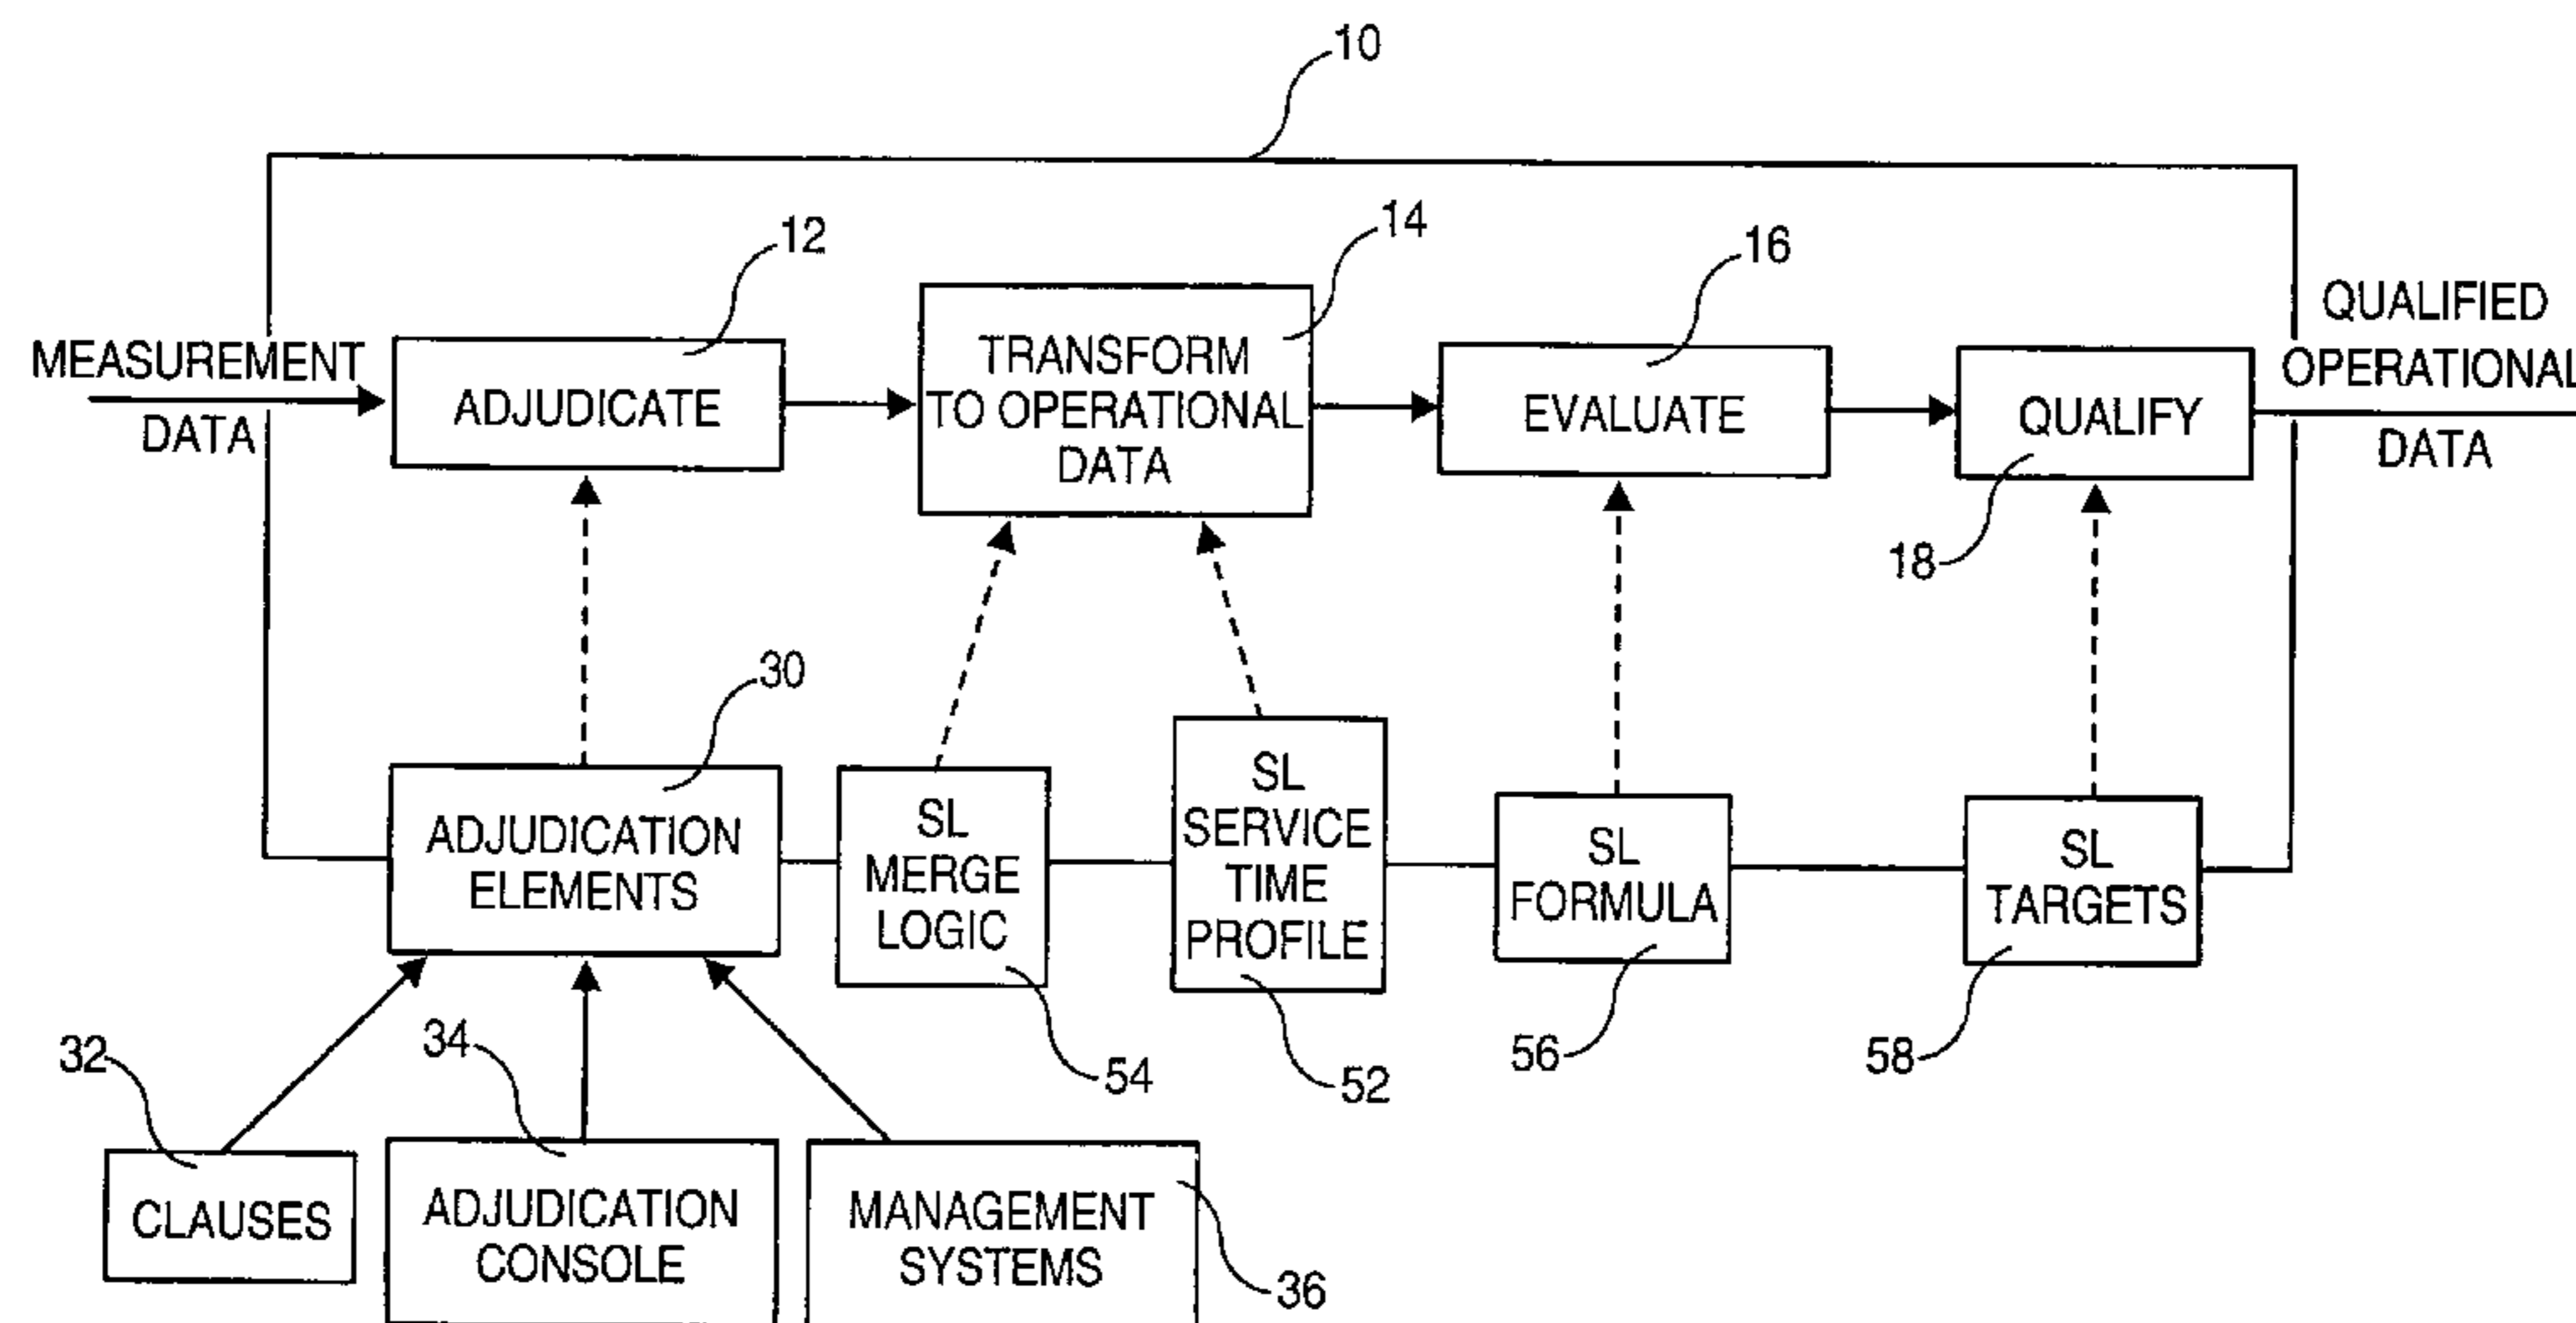 10
12
14
16
MEASUREMENT
DATA
ADJUDICATE
TRANSFORM
TO OPERATIONAL
DATA
EVALUATE
QUALIFY
18
QUALIFIED
OPERATIONAL
DATA
30
ADJUDICATION
ELEMENTS
SL
MERGE
LOGIC
54
SL
SERVICE
TIME
PROFILE
52
SL
FORMULA
56
SL
TARGETS
58
32
CLAUSES
34
ADJUDICATION
CONSOLE
MANAGEMENT
SYSTEMS
36